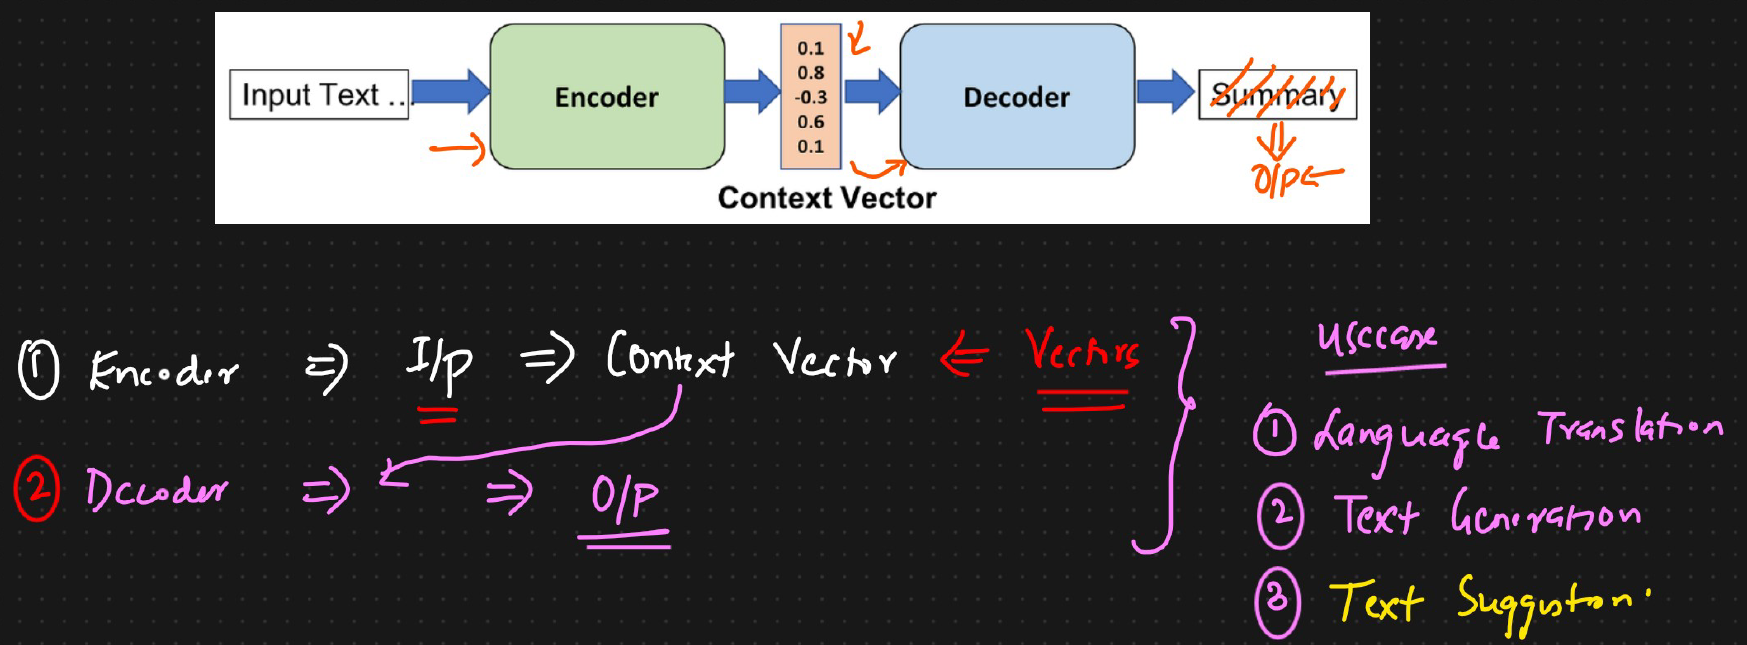 Input Text ...
Encoder
0.1
0.8
-0.3
0.6
0.1
Decoder
Summary
O/P
Context Vector
① Encoder ⇒ I/p ⇒ Context Vector ⇐ Vectors
② Decoder ⇒ ⇒ O/P
Usecase
① Language Translation
② Text Generation
③ Text Suggestion.